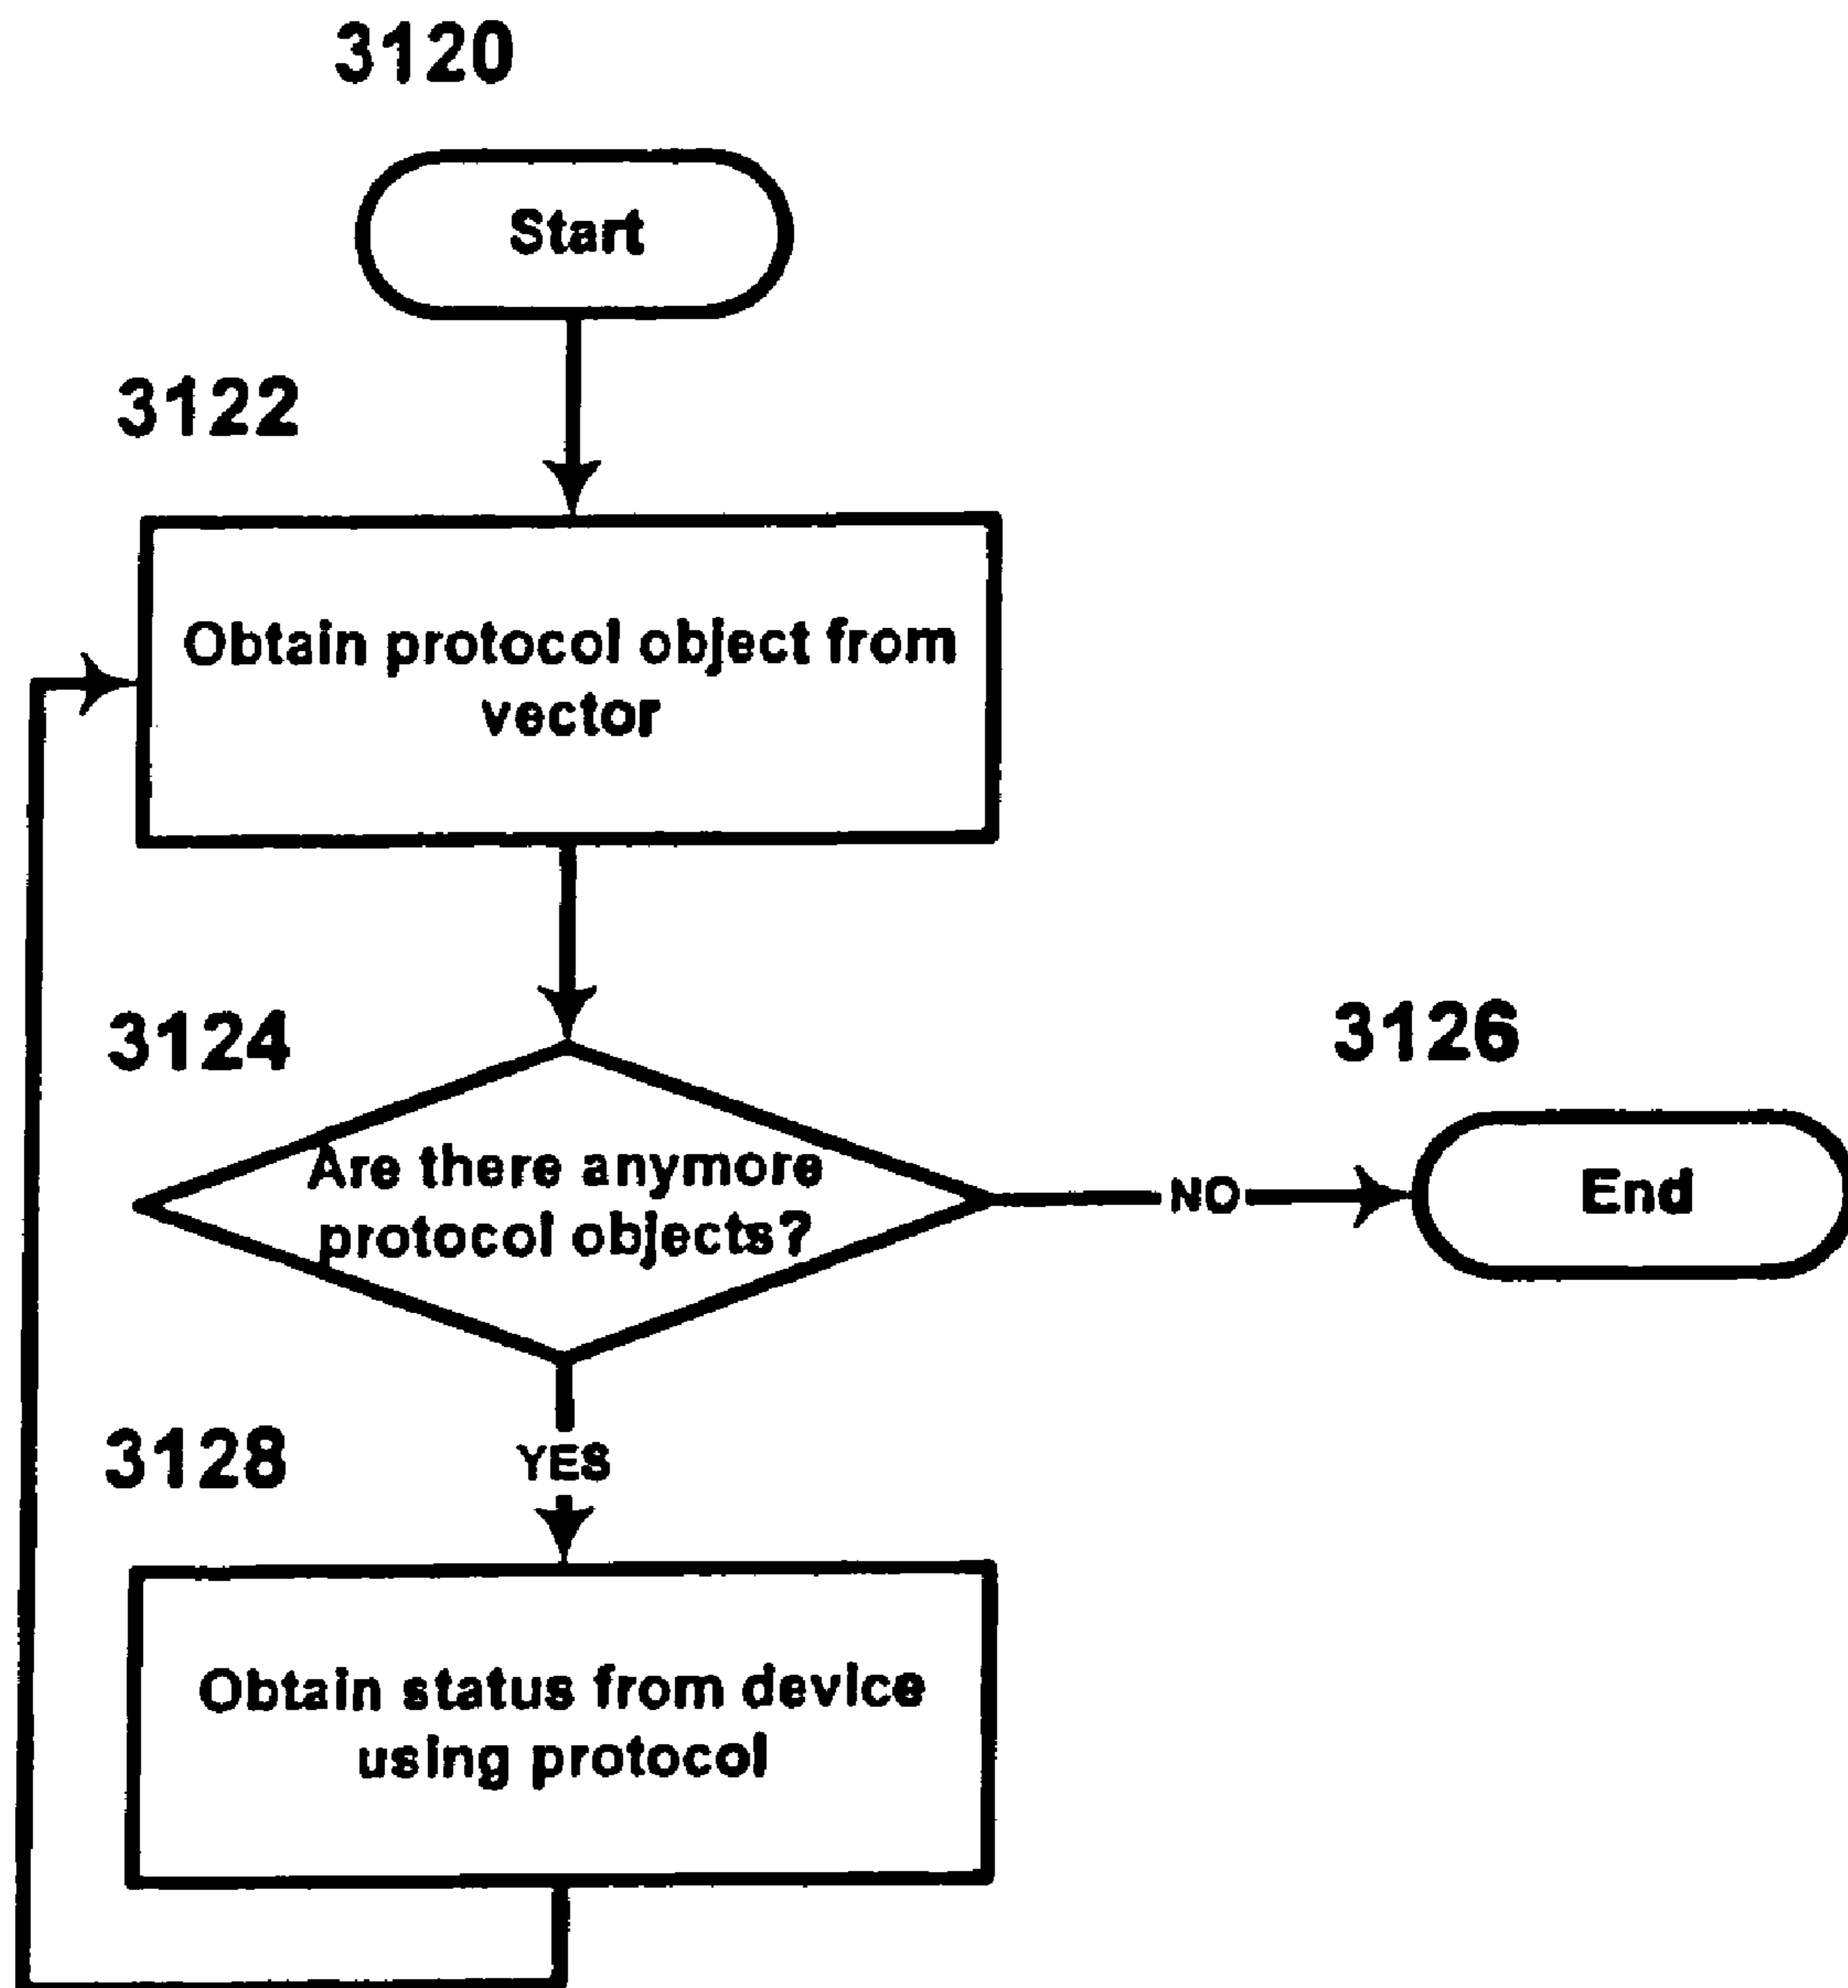 3120
Start
3122
Obtain protocol object from
vector
3124
Are there anymore
protocol objects?
NO
3126
End
3128
YES
Obtain status from device
using protocol